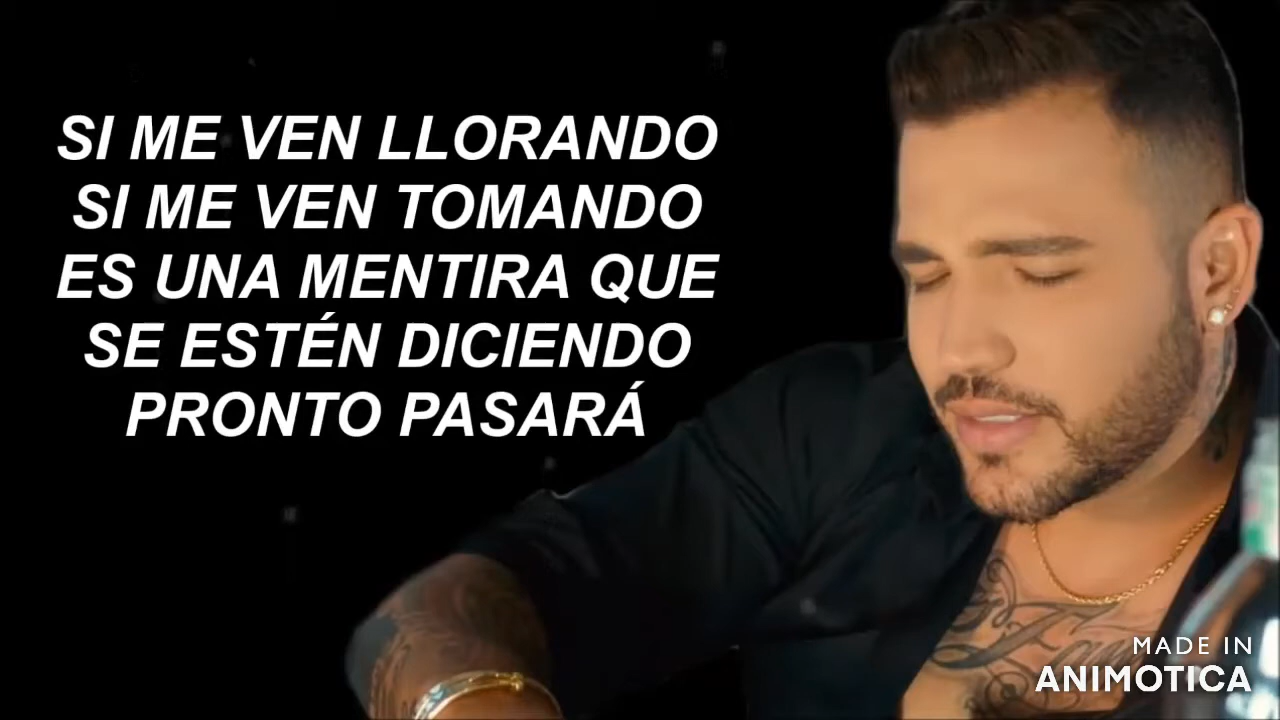 SI ME VEN LLORANDO
SI ME VEN TOMANDO
ES UNA MENTIRA QUE
SE ESTÉN DICIENDO
PRONTO PASARÁ
MADE IN
ANIMOTICA